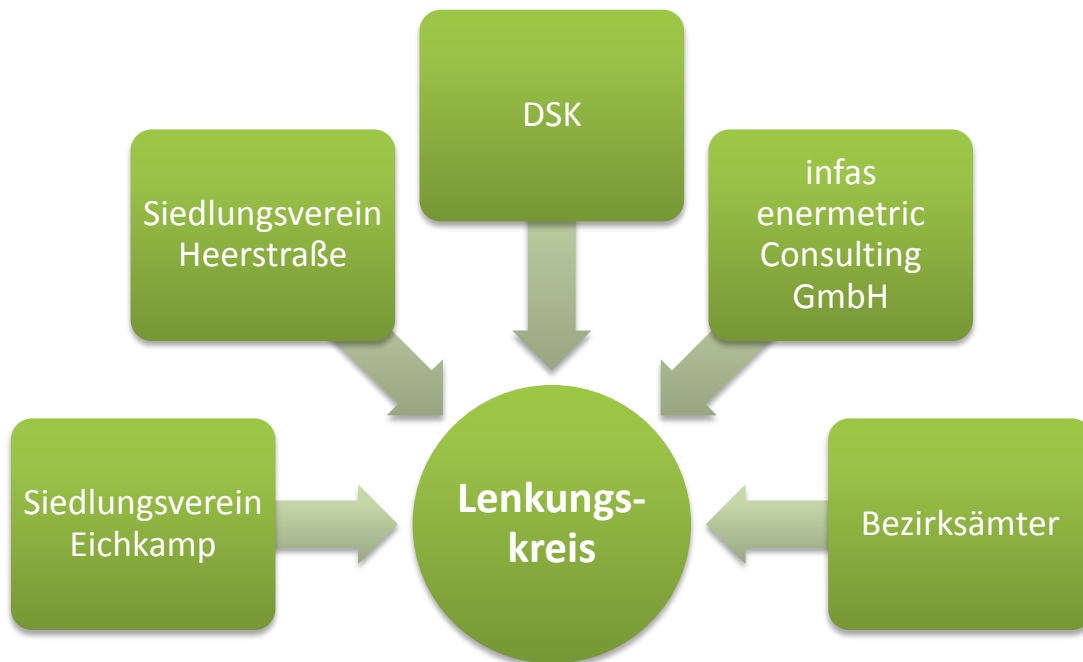 DSK
Siedlungsverein
Heerstraße
infas
enermetric
Consulting
GmbH
Siedlungsverein
Eichkamp
Lenkungs-
kreis
Bezirksämter